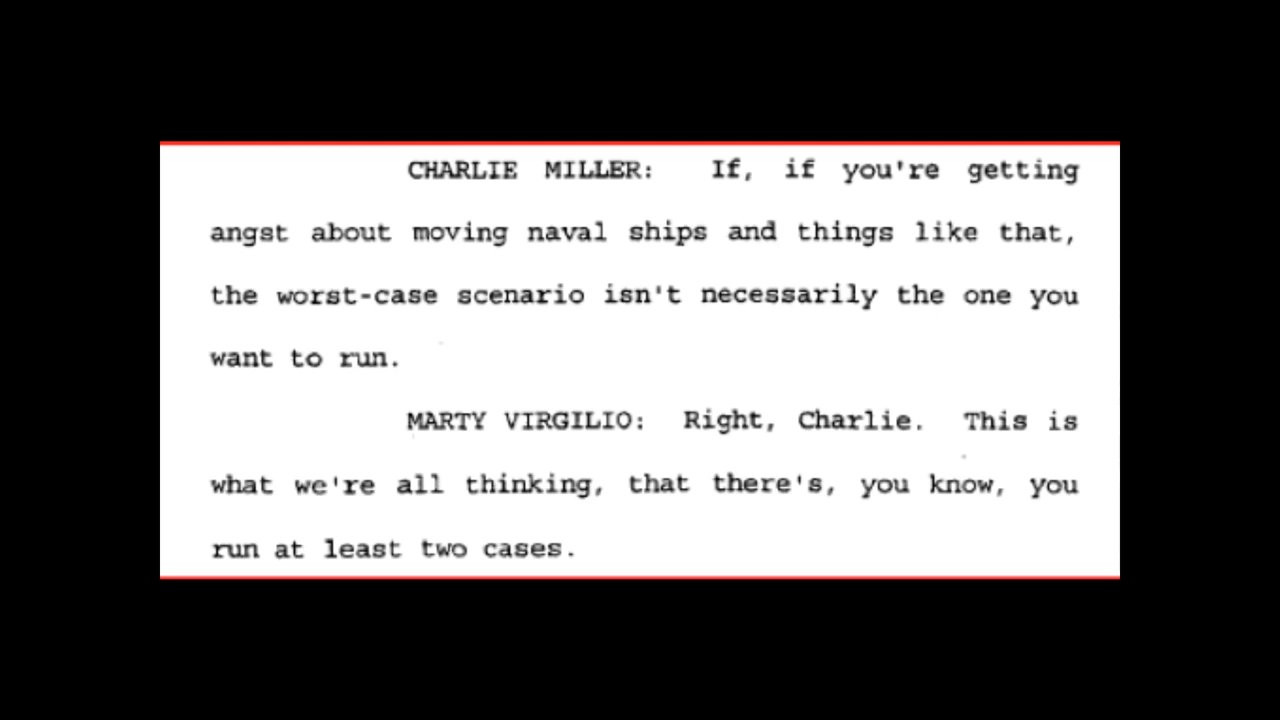 CHARLIE MILLER: If, if you're getting
angst about moving naval ships and things like that,
the worst-case scenario isn't necessarily the one you
want to run.
MARTY VIRGILIO: Right, Charlie. This is
what we're all thinking, that there's, you know, you
run at least two cases.